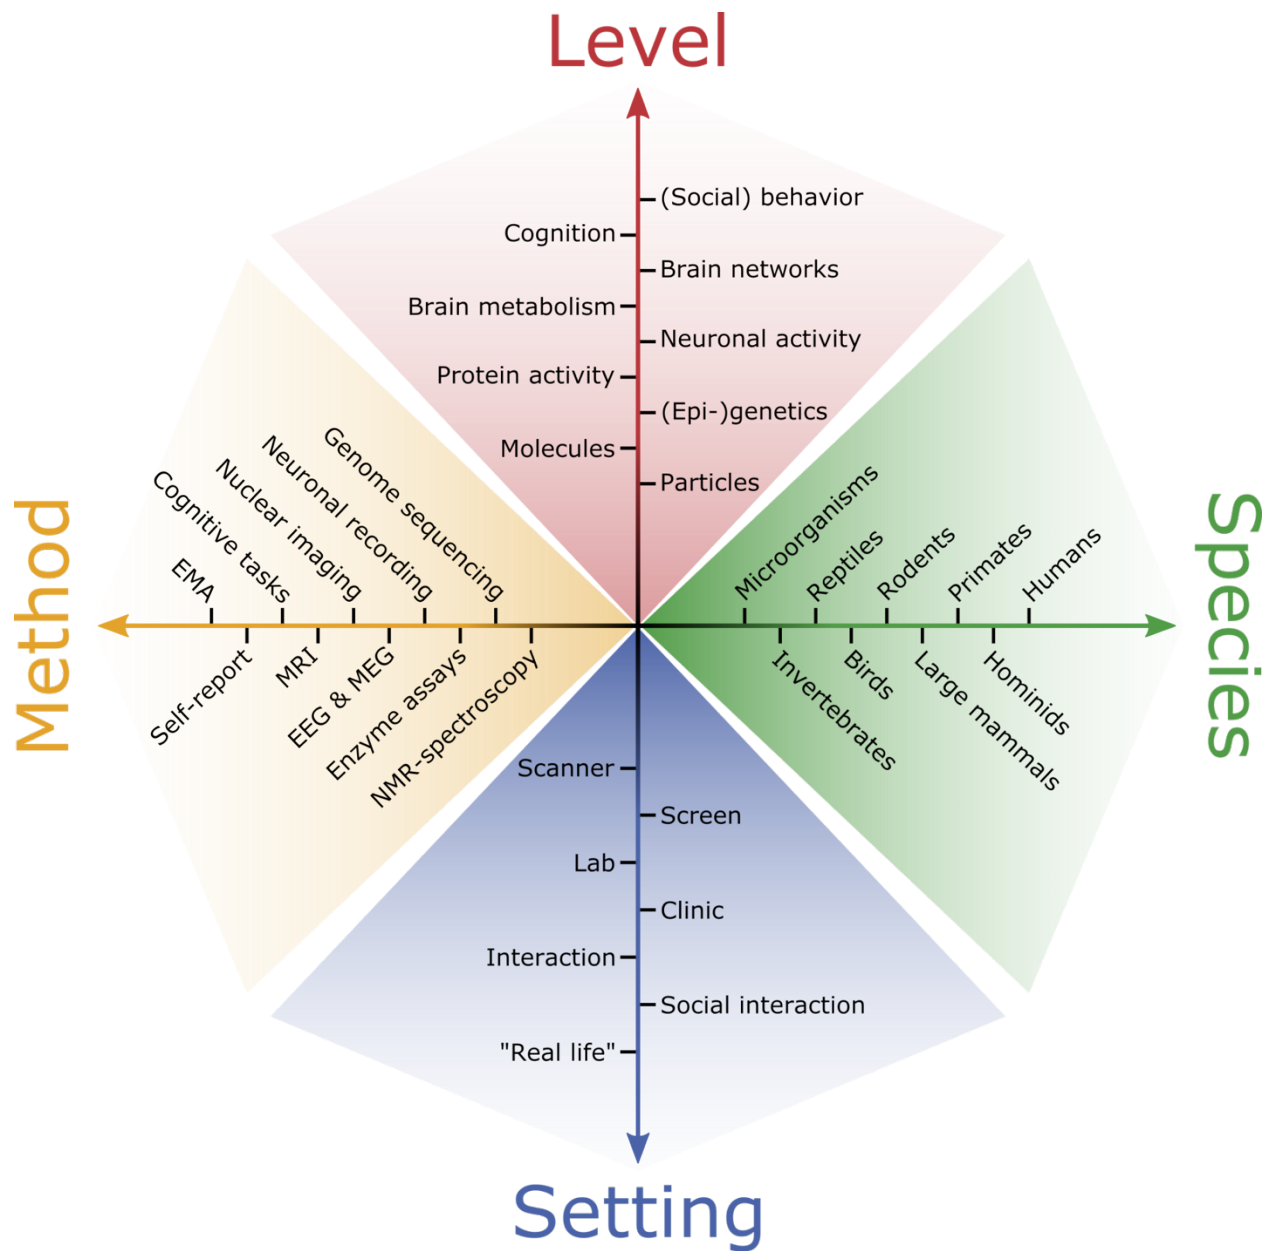 Level
(Social) behavior
Cognition
Brain networks
Brain metabolism
Neuronal activity
Protein activity
(Epi-)genetics
Molecules
Particles
Method
EMA
Self-report
Cognitive tasks
MRI
Nuclear imaging
EEG & MEG
Neuronal recording
Enzyme assays
Genome sequencing
NMR-spectroscopy
Microorganisms
Invertebrates
Reptiles
Birds
Rodents
Large mammals
Primates
Hominids
Humans
Species
Scanner
Screen
Lab
Clinic
Interaction
Social interaction
"Real life"
Setting